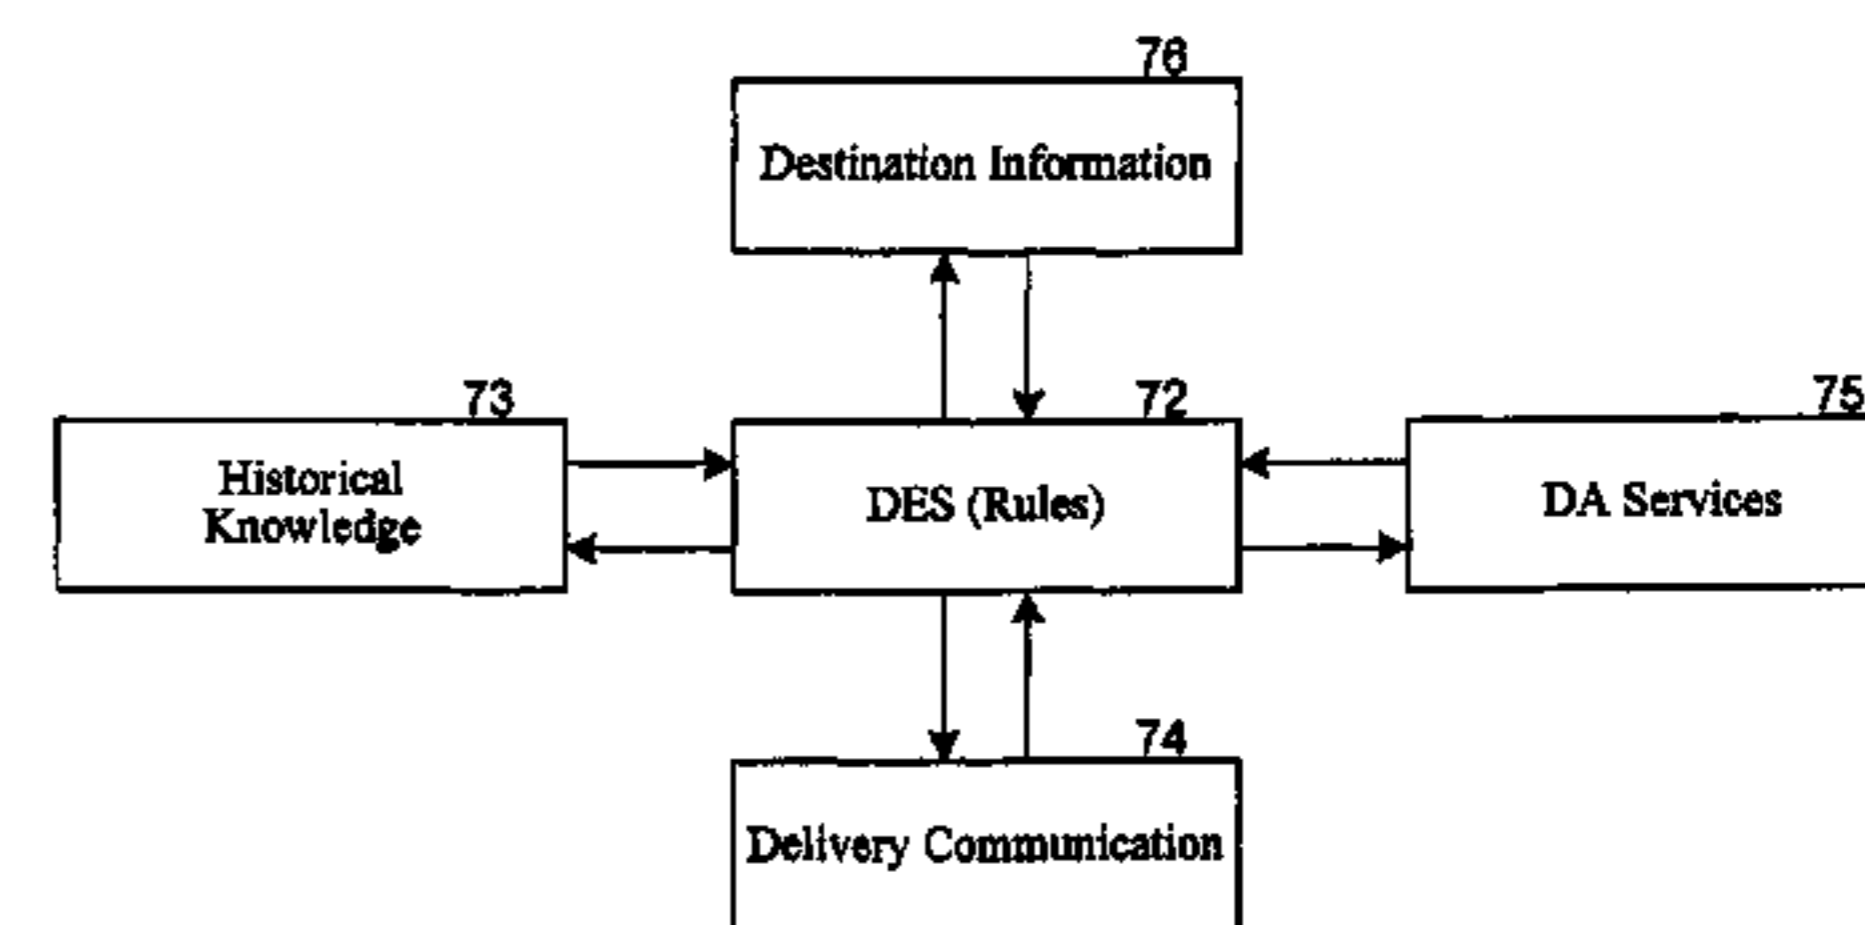 76
Destination Information
73
72
75
Historical
Knowledge
DES (Rules)
DA Services
74
Delivery Communication